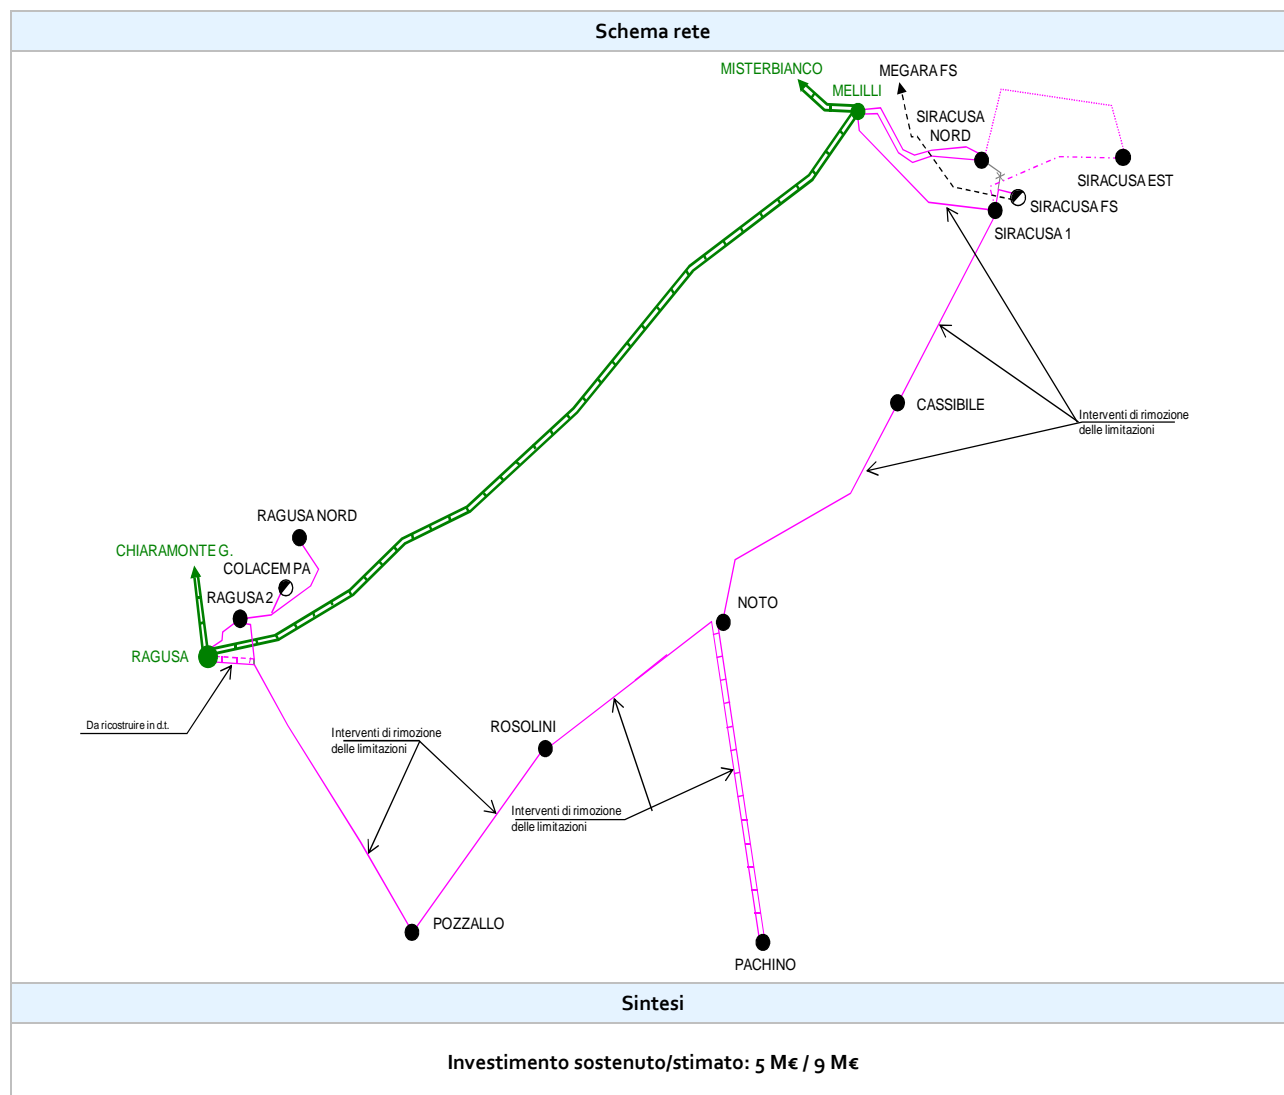 Schema rete
MISTERBIANCO
MEGARA FS
MELILLI
SIRACUSA
NORD
SIRACUSA EST
SIRACUSA FS
SIRACUSA 1
CASSIBILE
Interventi di rimozione
delle limitazioni
RAGUSA NORD
CHIARAMONTE G.
COLACEM PA
RAGUSA 2
NOTO
RAGUSA
Da ricostruire in d.t.
ROSOLINI
Interventi di rimozione
delle limitazioni
Interventi di rimozione
delle limitazioni
POZZALLO
PACHINO
Sintesi
Investimento sostenuto/stimato: 5 M€ / 9 M€